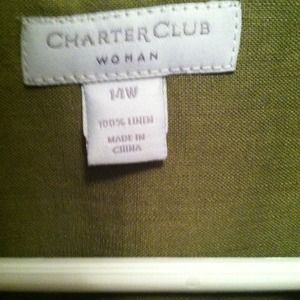 CHARTER CLUB
WOMAN
14W
100% LINEN
MADE IN
CHINA